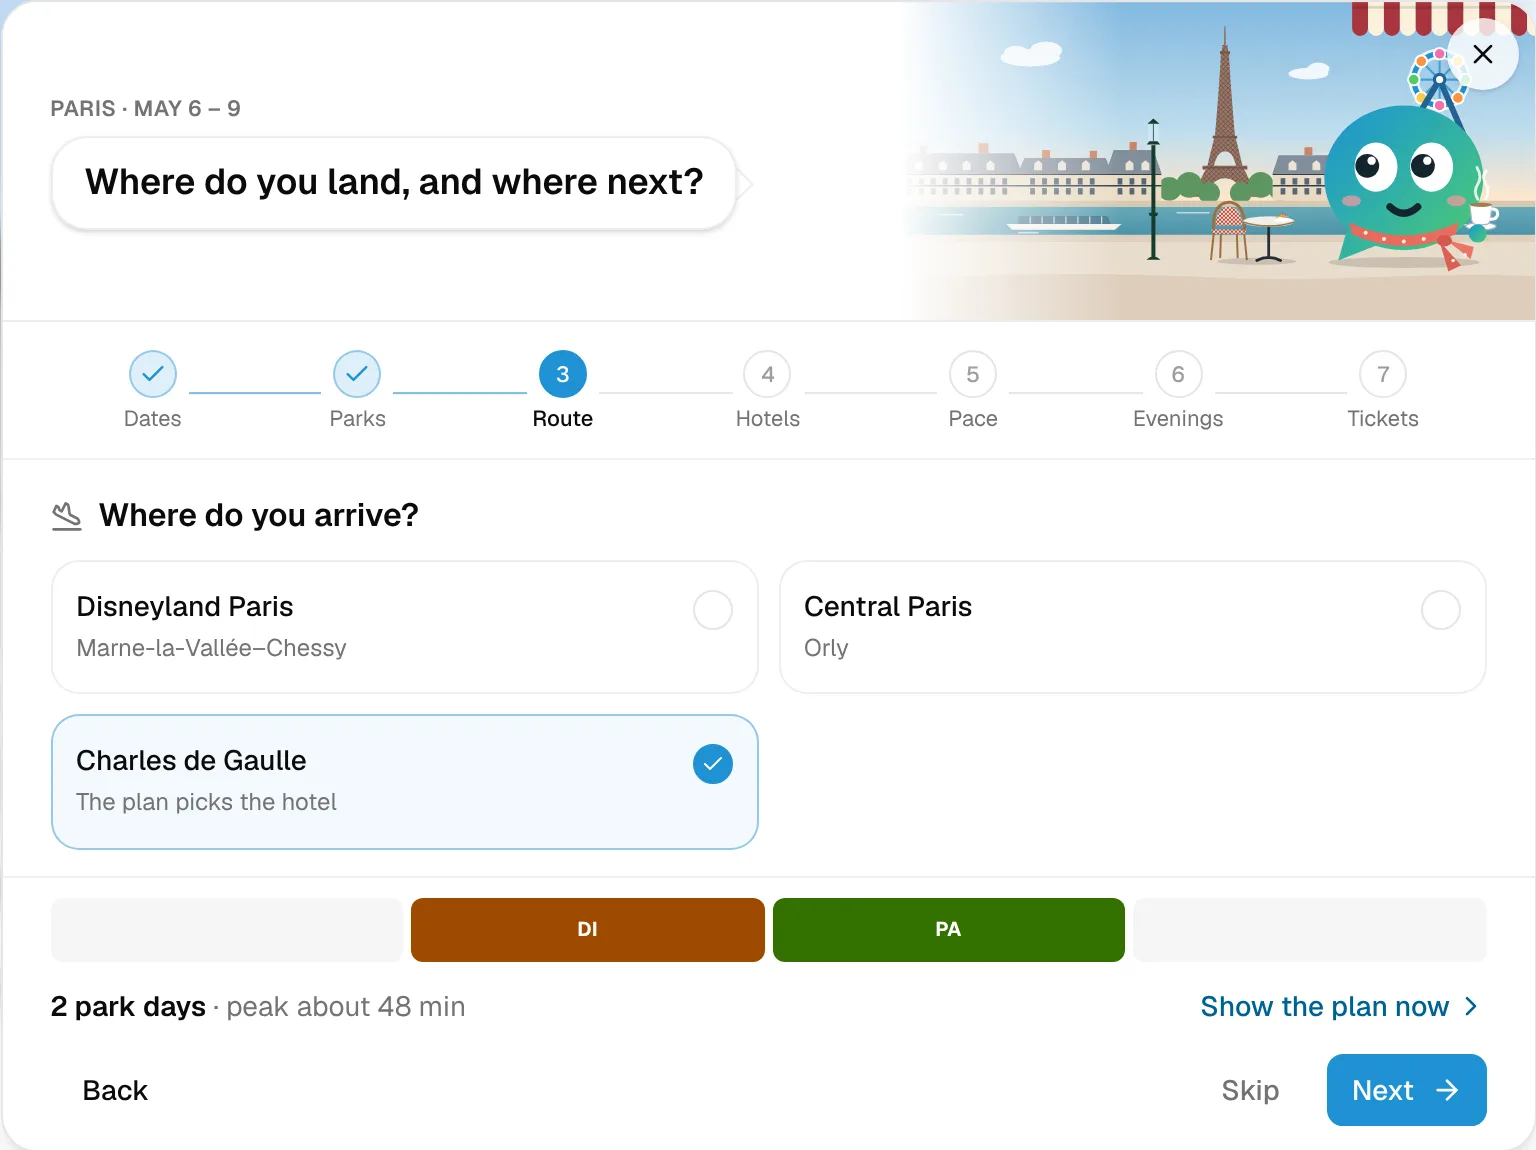 PARIS · MAY 6 – 9
Where do you land, and where next?
3
4
5
6
7
Dates
Parks
Route
Hotels
Pace
Evenings
Tickets
Where do you arrive?
Disneyland Paris
Marne-la-Vallée–Chessy
Central Paris
Orly
Charles de Gaulle
The plan picks the hotel
DI
PA
2 park days · peak about 48 min
Show the plan now
Back
Skip
Next